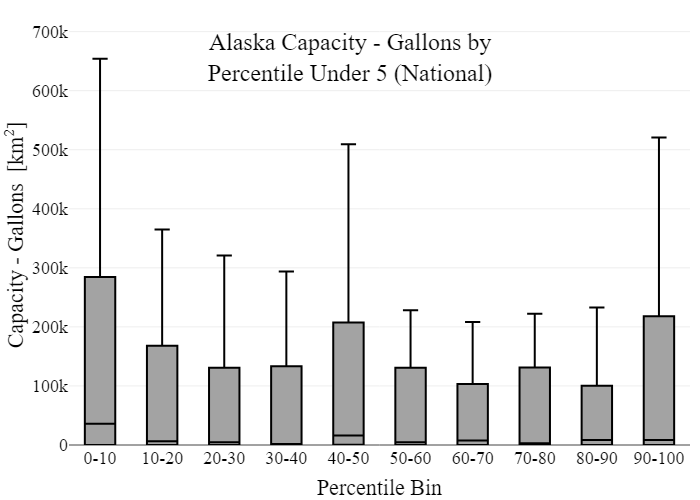 Alaska Capacity - Gallons by
Percentile Under 5 (National)
Capacity - Gallons [km²]
700k
600k
500k
400k
300k
200k
100k
0
0-10 10-20 20-30 30-40 40-50 50-60 60-70 70-80 80-90 90-100
Percentile Bin